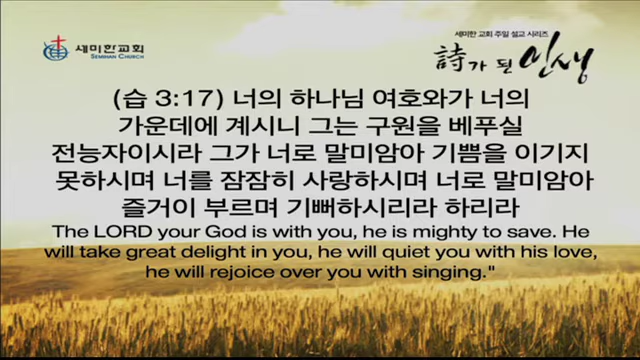 새미한교회
SEMIHAN CHURCH
새미한 교회 주일 설교 시리즈
詩가 된 인생
(습 3:17) 너의 하나님 여호와가 너의
가운데에 계시니 그는 구원을 베푸실
전능자이시라 그가 너로 말미암아 기쁨을 이기지
못하시며 너를 잠잠히 사랑하시며 너로 말미암아
즐거이 부르며 기뻐하시리라 하리라
The LORD your God is with you, he is mighty to save. He
will take great delight in you, he will quiet you with his love,
he will rejoice over you with singing."